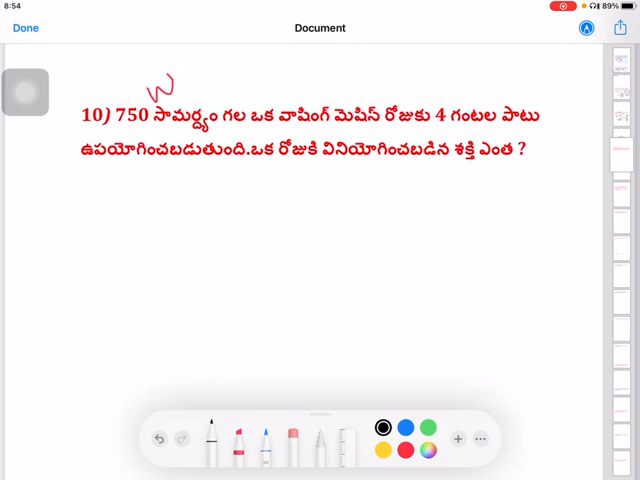 8:54
89%
Done
Document
W
10) 750 సామర్ధ్యం గల ఒక వాషింగ్ మెషిస్ రోజుకు 4 గంటల పాటు
ఉపయోగించబడుతుంది.ఒక రోజుకి వినియోగించబడిన శక్తి ఎంత ?